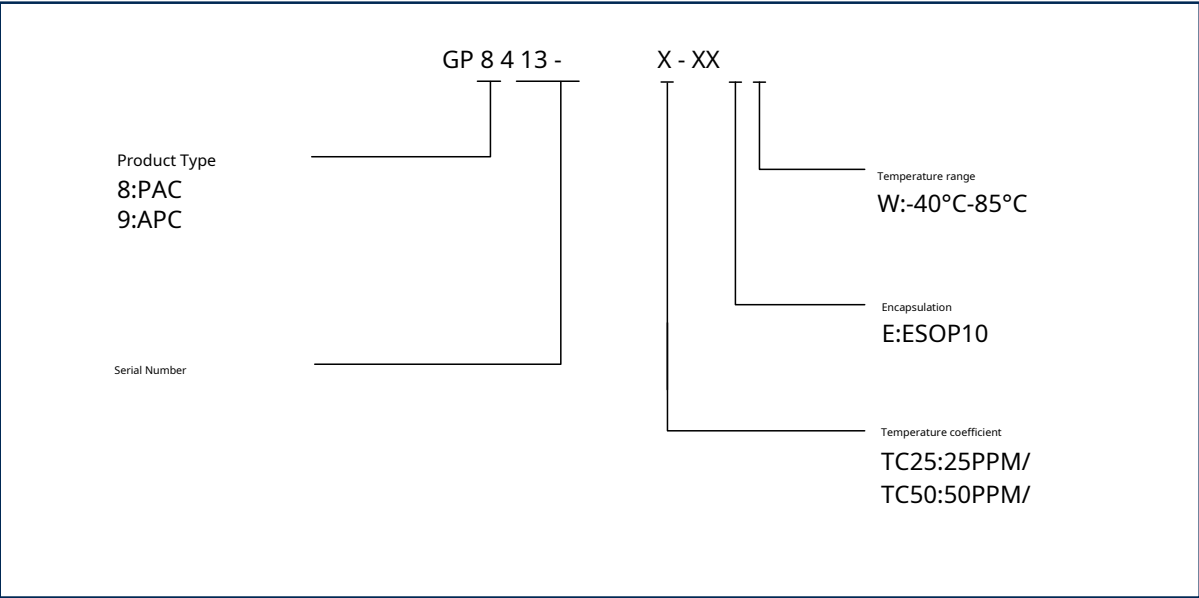 GP 8 4 13 - X - XX
Product Type
8:PAC
9:APC
Temperature range
W:-40°C-85°C
Encapsulation
E:ESOP10
Serial Number
Temperature coefficient
TC25:25PPM/
TC50:50PPM/